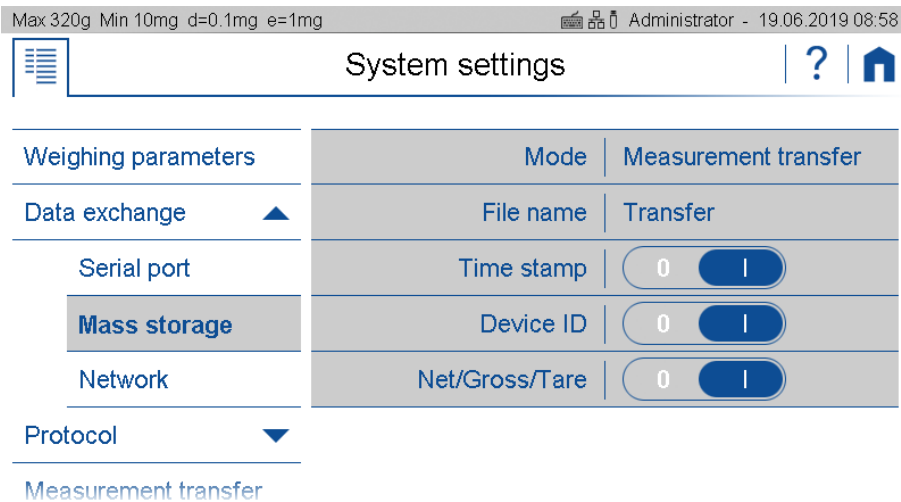 Max 320g Min 10mg d=0.1mg e=1mg Administrator - 19.06.2019 08:58
System settings ?
Weighing parameters
Data exchange
Serial port
Mass storage
Network
Protocol
Measurement transfer
Mode Measurement transfer
File name Transfer
Time stamp 0 I
Device ID 0 I
Net/Gross/Tare 0 I